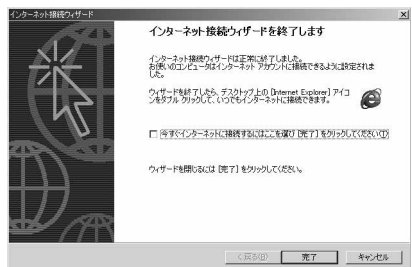 インターネット接続ウィザード
インターネット接続ウィザードを終了します
インターネット接続ウィザードは正常に終了しました。
お使いのコンピュータはインターネット アカウントに接続できるように設定されま
した。
ウィザードを終了したら、デスクトップ上の [Internet Explorer] アイコ
ンをダブル クリックして、いつでもインターネットに接続できます。
今すぐインターネットに接続するにはここを選び [完了] をクリックしてください(T)
ウィザードを閉じるには [完了] をクリックしてください。
< 戻る(B)
完了
キャンセル